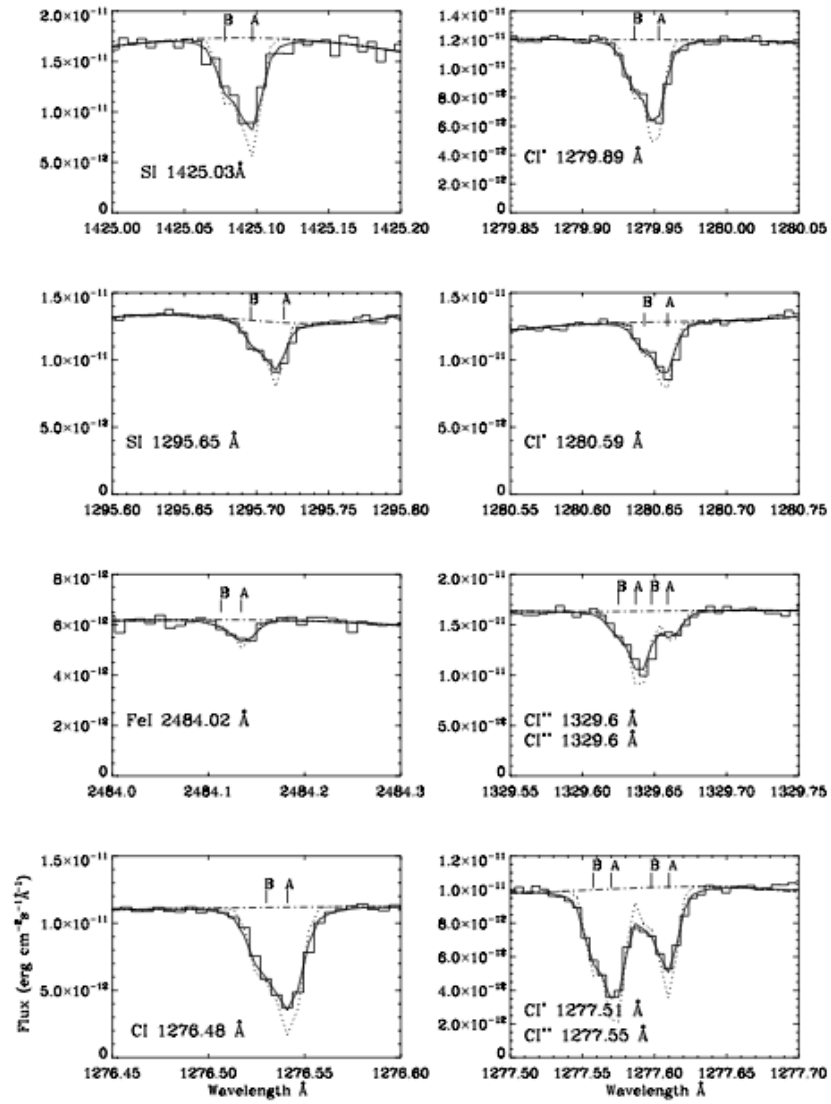 B A
2.0×10⁻¹¹
1.5×10⁻¹¹
1.0×10⁻¹¹
5.0×10⁻¹²
0
SI 1425.03Å
1425.00 1425.05 1425.10 1425.15 1425.20
B A
1.4×10⁻¹¹
1.2×10⁻¹¹
1.0×10⁻¹¹
8.0×10⁻¹²
6.0×10⁻¹²
4.0×10⁻¹²
2.0×10⁻¹²
0
CI* 1279.89 Å
1279.85 1279.90 1279.95 1280.00 1280.05
B A
1.5×10⁻¹¹
1.0×10⁻¹¹
5.0×10⁻¹²
0
SI 1295.65 Å
1295.60 1295.65 1295.70 1295.75 1295.80
B A
1.5×10⁻¹¹
1.0×10⁻¹¹
5.0×10⁻¹²
0
CI* 1280.59 Å
1280.55 1280.60 1280.65 1280.70 1280.75
B A
8×10⁻¹²
6×10⁻¹²
4×10⁻¹²
2×10⁻¹²
0
FeI 2484.02 Å
2484.0 2484.1 2484.2 2484.3
B A B A
2.0×10⁻¹¹
1.5×10⁻¹¹
1.0×10⁻¹¹
5.0×10⁻¹²
0
CI** 1329.6 Å
CI** 1329.6 Å
1329.55 1329.60 1329.65 1329.70 1329.75
B A
1.5×10⁻¹¹
1.0×10⁻¹¹
5.0×10⁻¹²
0
Flux (erg cm⁻²s⁻¹Å⁻¹)
CI 1276.48 Å
1276.45 1276.50 1276.55 1276.60
Wavelength Å
B A B A
1.2×10⁻¹¹
1.0×10⁻¹¹
8.0×10⁻¹²
6.0×10⁻¹²
4.0×10⁻¹²
2.0×10⁻¹²
0
CI* 1277.51 Å
CI** 1277.55 Å
1277.50 1277.55 1277.60 1277.65 1277.70
Wavelength Å